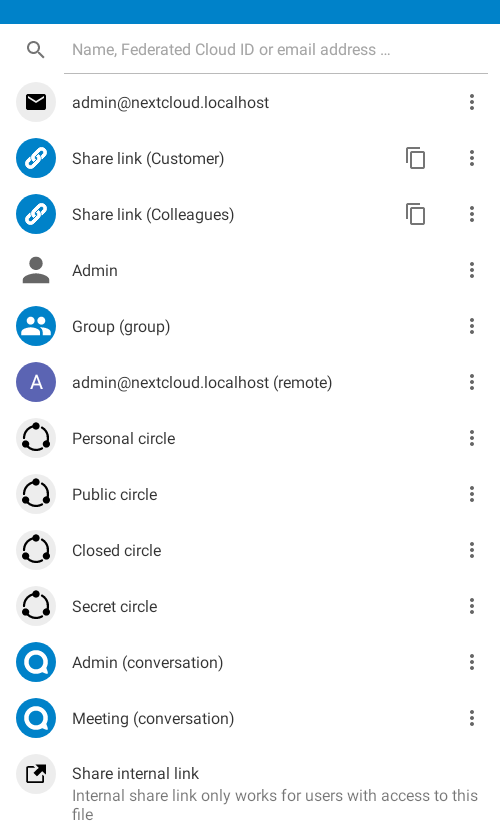 Name, Federated Cloud ID or email address …
admin@nextcloud.localhost
Share link (Customer)
Share link (Colleagues)
Admin
Group (group)
A
admin@nextcloud.localhost (remote)
Personal circle
Public circle
Closed circle
Secret circle
Admin (conversation)
Meeting (conversation)
Share internal link
Internal share link only works for users with access to this
file